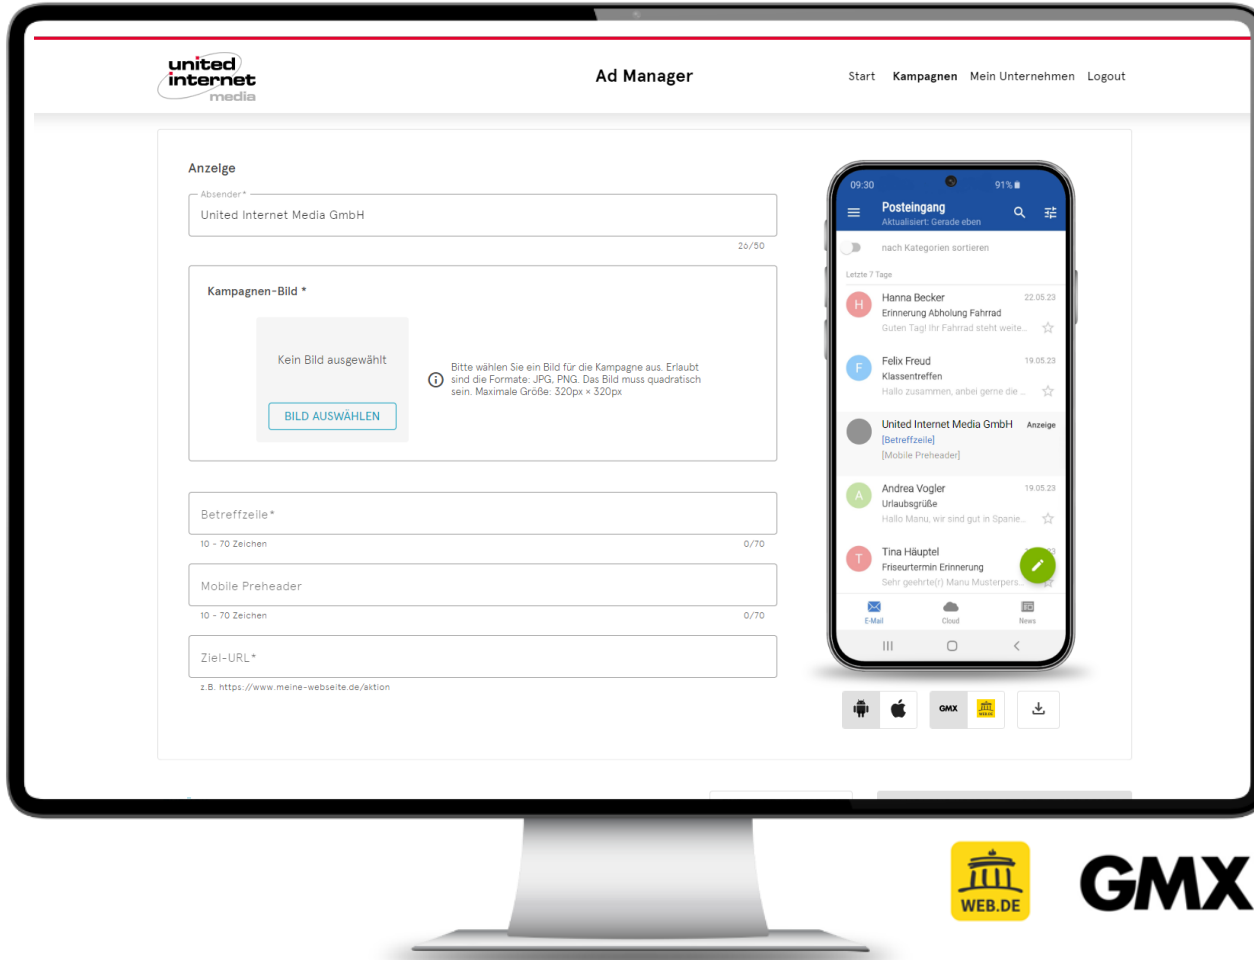 united
internet
media
Ad Manager
Start Kampagnen Mein Unternehmen Logout
Anzeige
Absender*
United Internet Media GmbH
26/50
Kampagnen-Bild *
Kein Bild ausgewählt
BILD AUSWÄHLEN
Bitte wählen Sie ein Bild für die Kampagne aus. Erlaubt
sind die Formate: JPG, PNG. Das Bild muss quadratisch
sein. Maximale Größe: 320px × 320px
Betreffzeile*
10 - 70 Zeichen 0/70
Mobile Preheader
10 - 70 Zeichen 0/70
Ziel-URL*
z.B. https://www.meine-webseite.de/aktion
09:30 91%
Posteingang
Aktualisiert: Gerade eben
nach Kategorien sortieren
Letzte 7 Tage
H Hanna Becker 22.05.23
Erinnerung Abholung Fahrrad
Guten Tag! Ihr Fahrrad steht weite...
F Felix Freud 19.05.23
Klassentreffen
Hallo zusammen, anbei gerne die ...
United Internet Media GmbH Anzeige
[Betreffzeile]
[Mobile Preheader]
A Andrea Vogler 19.05.23
Urlaubsgrüße
Hallo Manu, wir sind gut in Spanie...
T Tina Häuptel
Friseurtermin Erinnerung
Sehr geehrte(r) Manu Musterpers...
E-Mail Cloud News
GMX WEB.DE
WEB.DE
GMX